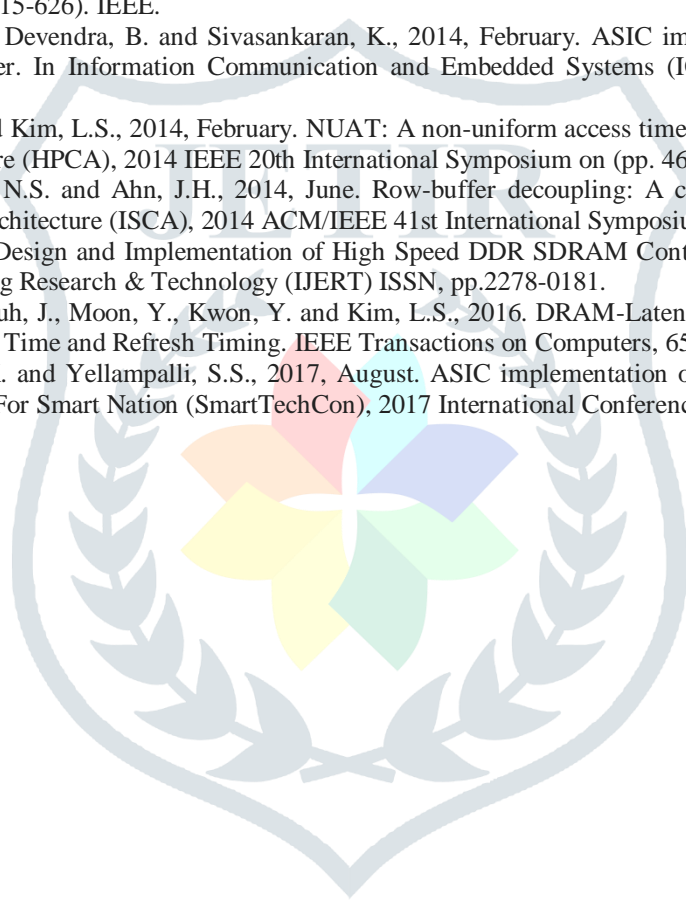 15-626). IEEE.
Devendra, B. and Sivasankaran, K., 2014, February. ASIC im
er. In Information Communication and Embedded Systems (IC
d Kim, L.S., 2014, February. NUAT: A non-uniform access time
re (HPCA), 2014 IEEE 20th International Symposium on (pp. 46
N.S. and Ahn, J.H., 2014, June. Row-buffer decoupling: A c
chitecture (ISCA), 2014 ACM/IEEE 41st International Symposiu
Design and Implementation of High Speed DDR SDRAM Cont
g Research & Technology (IJERT) ISSN, pp.2278-0181.
uh, J., Moon, Y., Kwon, Y. and Kim, L.S., 2016. DRAM-Laten
Time and Refresh Timing. IEEE Transactions on Computers, 65
. and Yellampalli, S.S., 2017, August. ASIC implementation o
For Smart Nation (SmartTechCon), 2017 International Conferenc
JETIR